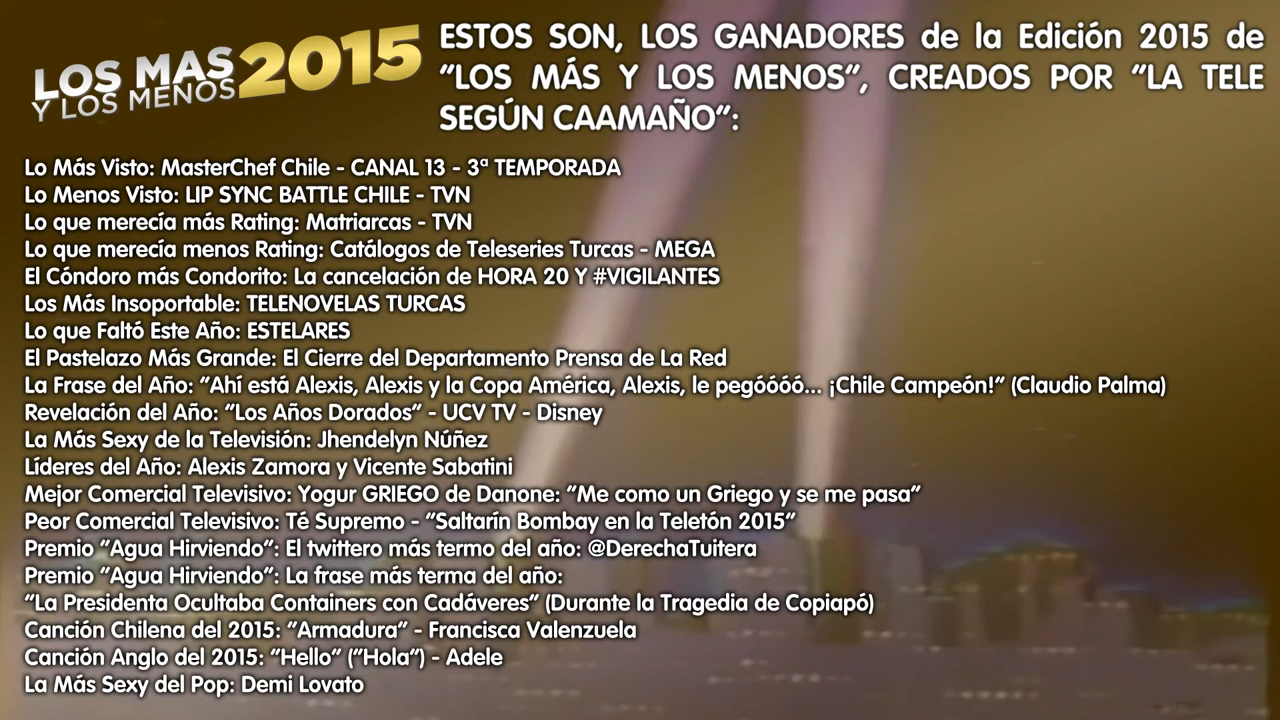 LOS MAS
Y LOS MENOS
2015
ESTOS SON, LOS GANADORES de la Edición 2015 de
"LOS MÁS Y LOS MENOS", CREADOS POR "LA TELE
SEGÚN CAAMAÑO":
Lo Más Visto: MasterChef Chile - CANAL 13 - 3ª TEMPORADA
Lo Menos Visto: LIP SYNC BATTLE CHILE - TVN
Lo que merecía más Rating: Matriarcas - TVN
Lo que merecía menos Rating: Catálogos de Teleseries Turcas - MEGA
El Cóndoro más Condorito: La cancelación de HORA 20 Y #VIGILANTES
Los Más Insoportable: TELENOVELAS TURCAS
Lo que Faltó Este Año: ESTELARES
El Pastelazo Más Grande: El Cierre del Departamento Prensa de La Red
La Frase del Año: "Ahí está Alexis, Alexis y la Copa América, Alexis, le pegóóóó... ¡Chile Campeón!" (Claudio Palma)
Revelación del Año: "Los Años Dorados" - UCV TV - Disney
La Más Sexy de la Televisión: Jhendelyn Núñez
Líderes del Año: Alexis Zamora y Vicente Sabatini
Mejor Comercial Televisivo: Yogur GRIEGO de Danone: "Me como un Griego y se me pasa"
Peor Comercial Televisivo: Té Supremo - "Saltarín Bombay en la Teletón 2015"
Premio "Agua Hirviendo": El twittero más termo del año: @DerechaTuitera
Premio "Agua Hirviendo": La frase más terma del año:
"La Presidenta Ocultaba Containers con Cadáveres" (Durante la Tragedia de Copiapó)
Canción Chilena del 2015: "Armadura" - Francisca Valenzuela
Canción Anglo del 2015: "Hello" ("Hola") - Adele
La Más Sexy del Pop: Demi Lovato